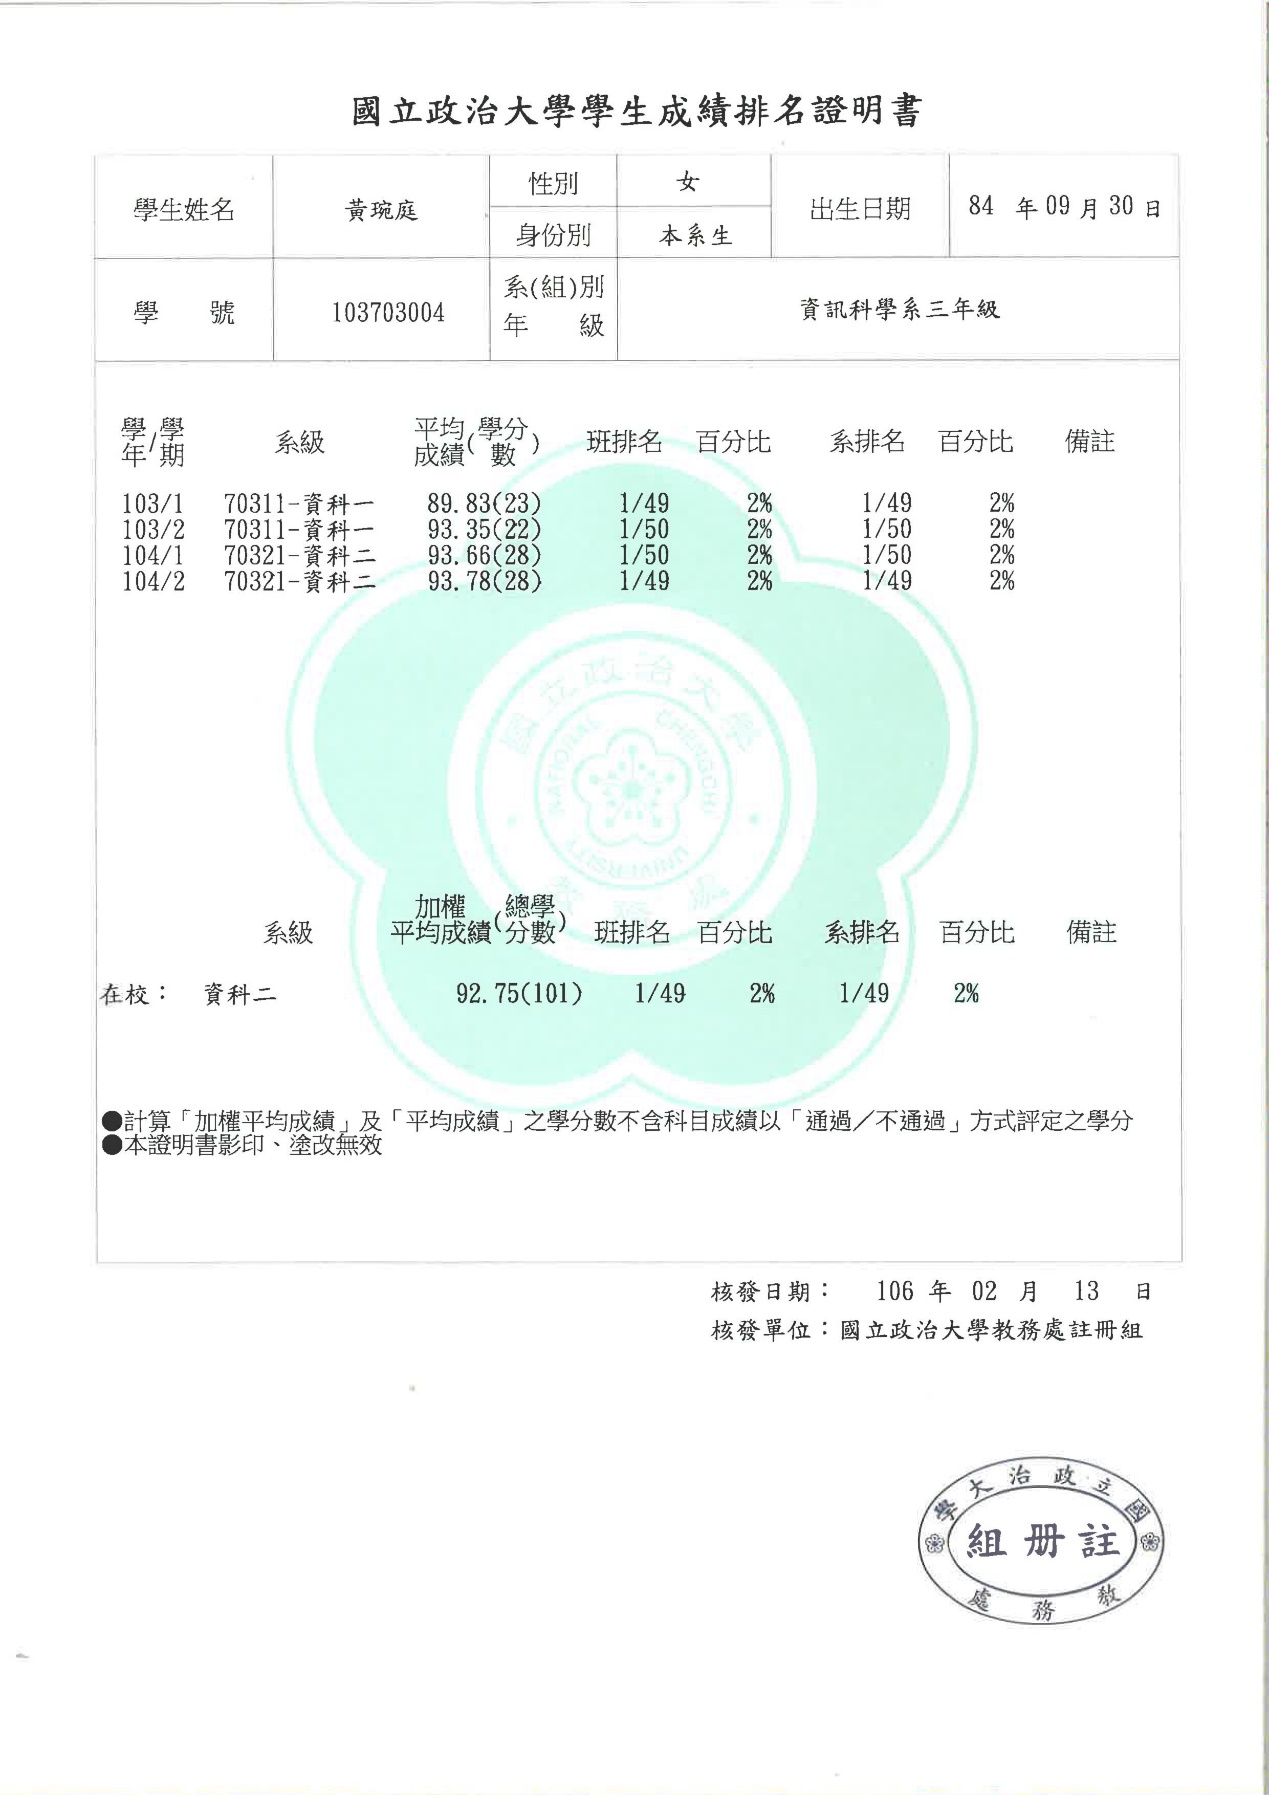 國立政治大學學生成績排名證明書
學生姓名 黃琬庭 性別 女 出生日期 84 年 09 月 30 日
身份別 本系生
學 號 103703004 系(組)別 年 級 資訊科學系三年級
學年/學期 系級 平均成績(學分數) 班排名 百分比 系排名 百分比 備註
103/1 70311-資科一 89.83(23) 1/49 2% 1/49 2%
103/2 70311-資科一 93.35(22) 1/50 2% 1/50 2%
104/1 70321-資科二 93.66(28) 1/50 2% 1/50 2%
104/2 70321-資科二 93.78(28) 1/49 2% 1/49 2%
國立政治大學
NATIONAL CHENGCHI UNIVERSITY
教務處
系級 加權平均成績(總學分數) 班排名 百分比 系排名 百分比 備註
在校： 資科二 92.75(101) 1/49 2% 1/49 2%
●計算「加權平均成績」及「平均成績」之學分數不含科目成績以「通過／不通過」方式評定之學分
●本證明書影印、塗改無效
核發日期： 106 年 02 月 13 日
核發單位：國立政治大學教務處註冊組
國立政治大學
註冊組
教務處